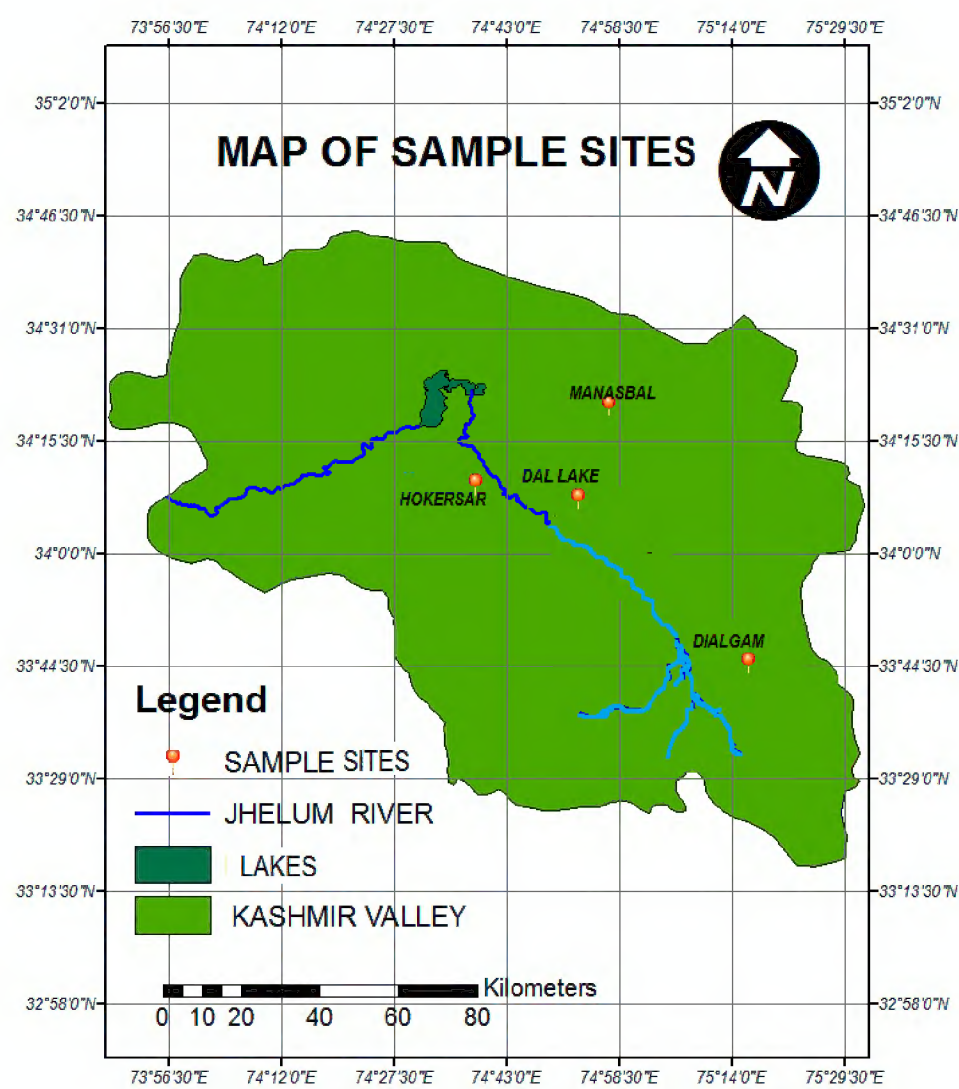 73°56'30"E 74°12'0"E 74°27'30"E 74°43'0"E 74°58'30"E 75°14'0"E 75°29'30"E
35°2'0"N 35°2'0"N
MAP OF SAMPLE SITES
N
34°46'30"N 34°46'30"N
34°31'0"N 34°31'0"N
MANASBAL
34°15'30"N 34°15'30"N
DAL LAKE
HOKERSAR
34°0'0"N 34°0'0"N
DIALGAM
33°44'30"N 33°44'30"N
Legend
SAMPLE SITES
33°29'0"N 33°29'0"N
JHELUM RIVER
LAKES
33°13'30"N 33°13'30"N
KASHMIR VALLEY
Kilometers
32°58'0"N 32°58'0"N
0 10 20 40 60 80
73°56'30"E 74°12'0"E 74°27'30"E 74°43'0"E 74°58'30"E 75°14'0"E 75°29'30"E